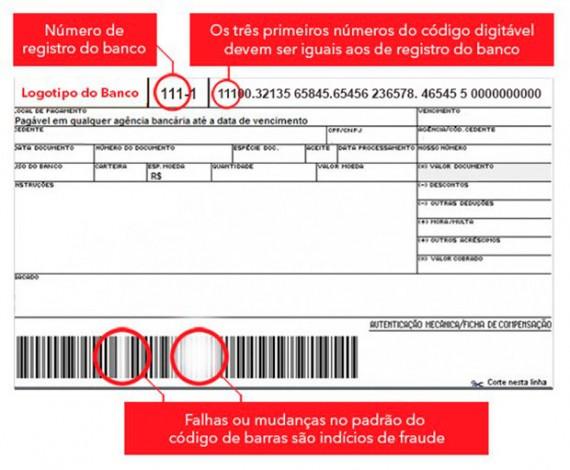 Número de
registro do banco
Os três primeiros números do código digitável
devem ser iguais aos de registro do banco
Logotipo do Banco 111-1 11100.32135 65845.65456 236578. 46545 5 0000000000
LOCAL DE PAGAMENTO VENCIMENTO
Pagável em qualquer agência bancária até a data de vencimento
CEDENTE CPF/CNPJ AGÊNCIA/CÓD. CEDENTE
DATA DOCUMENTO NÚMERO DO DOCUMENTO ESPÉCIE DOC. ACEITE DATA PROCESSAMENTO NOSSO NÚMERO
USO DO BANCO CARTEIRA ESP. MOEDA QUANTIDADE VALOR MOEDA (=) VALOR DOCUMENTO
R$
INSTRUÇÕES (-) DESCONTOS
(-) OUTRAS DEDUÇÕES
(+) MORA/MULTA
(+) OUTROS ACRÉSCIMOS
(=) VALOR COBRADO
SACADO
AUTENTICAÇÃO MECÂNICA/FICHA DE COMPENSAÇÃO
Corte nesta linha
Falhas ou mudanças no padrão do
código de barras são indícios de fraude